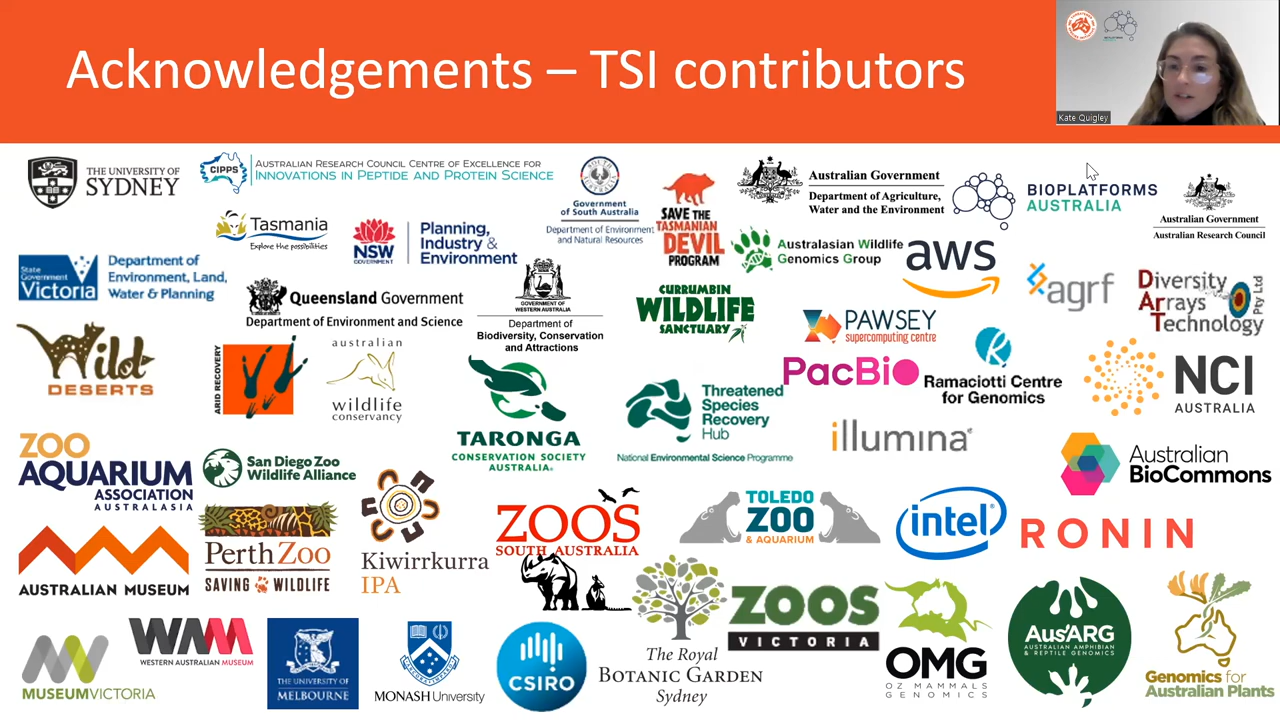 Acknowledgements – TSI contributors
Kate Quigley
THE UNIVERSITY OF
SYDNEY
CIPPS
AUSTRALIAN RESEARCH COUNCIL CENTRE OF EXCELLENCE FOR
INNOVATIONS IN PEPTIDE AND PROTEIN SCIENCE
Government
of South Australia
Department of Environment
and Natural Resources
SAVE THE
TASMANIAN
DEVIL
PROGRAM
Australian Government
Department of Agriculture,
Water and the Environment
BIOPLATFORMS
AUSTRALIA
Australian Government
Australian Research Council
Tasmania
Explore the possibilities
NSW
GOVERNMENT
Planning,
Industry &
Environment
Australasian Wildlife
Genomics Group
aws
State
Government
Victoria
Department of
Environment, Land,
Water & Planning
Queensland Government
Department of Environment and Science
GOVERNMENT OF
WESTERN AUSTRALIA
Department of
Biodiversity, Conservation
and Attractions
CURRUMBIN
WILDLIFE
SANCTUARY
agrf
Diversity
Arrays
Technology
Pty Ltd
PAWSEY
supercomputing centre
Wild
DESERTS
ARID RECOVERY
australian
wildlife
conservancy
TARONGA
CONSERVATION SOCIETY
AUSTRALIA
Threatened
Species
Recovery
Hub
National Environmental Science Programme
PacBio
R
Ramaciotti Centre
for Genomics
NCI
AUSTRALIA
illumina
ZOO
AQUARIUM
ASSOCIATION
AUSTRALASIA
San Diego Zoo
Wildlife Alliance
Australian
BioCommons
AUSTRALIAN MUSEUM
Perth Zoo
SAVING WILDLIFE
Kiwirrkurra
IPA
ZOOS
SOUTH AUSTRALIA
TOLEDO
ZOO
& AQUARIUM
intel
RONIN
MUSEUMVICTORIA
WAM
WESTERN AUSTRALIAN MUSEUM
THE UNIVERSITY OF
MELBOURNE
MONASH University
CSIRO
The Royal
BOTANIC GARDEN
Sydney
ZOOS
VICTORIA
OMG
OZ MAMMALS
GENOMICS
Aus'ARG
AUSTRALIAN AMPHIBIAN
& REPTILE GENOMICS
Genomics for
Australian Plants